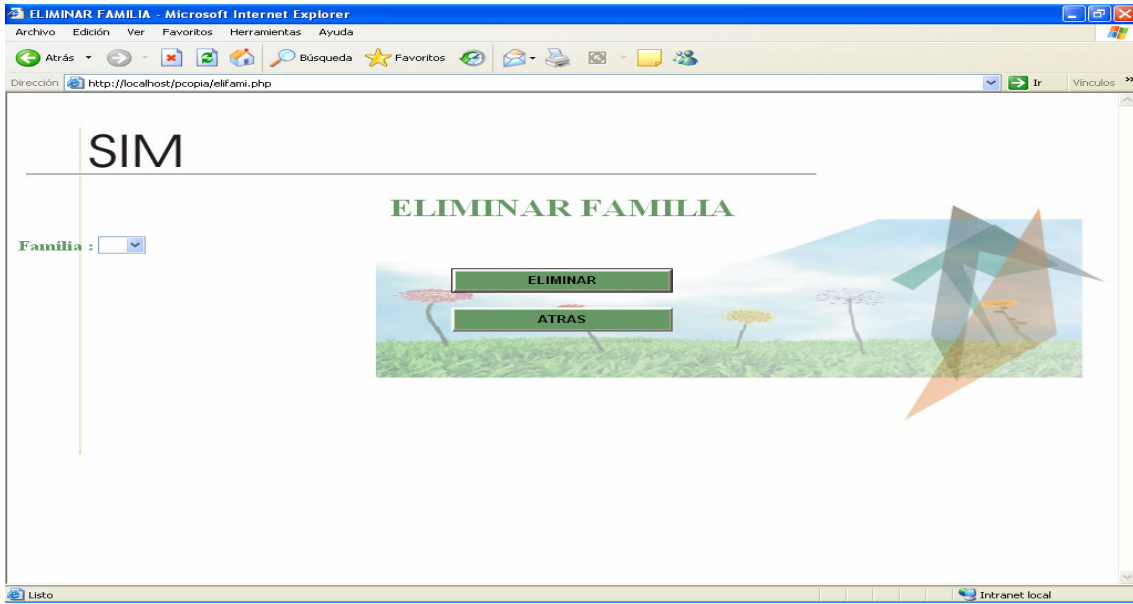 ELIMINAR FAMILIA - Microsoft Internet Explorer
Archivo Edición Ver Favoritos Herramientas Ayuda
Atrás Búsqueda Favoritos
Dirección http://localhost/pcopia/elifami.php Ir Vínculos »
SIM
ELIMINAR FAMILIA
Familia :
ELIMINAR
ATRAS
Listo Intranet local